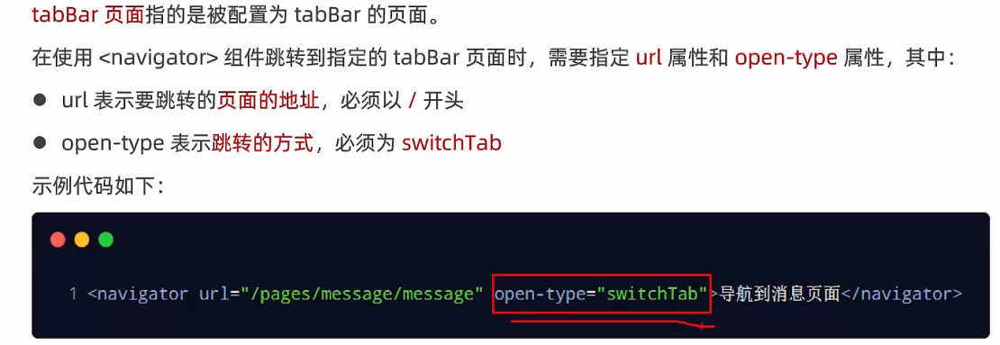 tabBar 页面指的是被配置为 tabBar 的页面。
在使用 <navigator> 组件跳转到指定的 tabBar 页面时，需要指定 url 属性和 open-type 属性，其中：
● url 表示要跳转的页面的地址，必须以 / 开头
● open-type 表示跳转的方式，必须为 switchTab
示例代码如下：
1 <navigator url="/pages/message/message" open-type="switchTab">导航到消息页面</navigator>